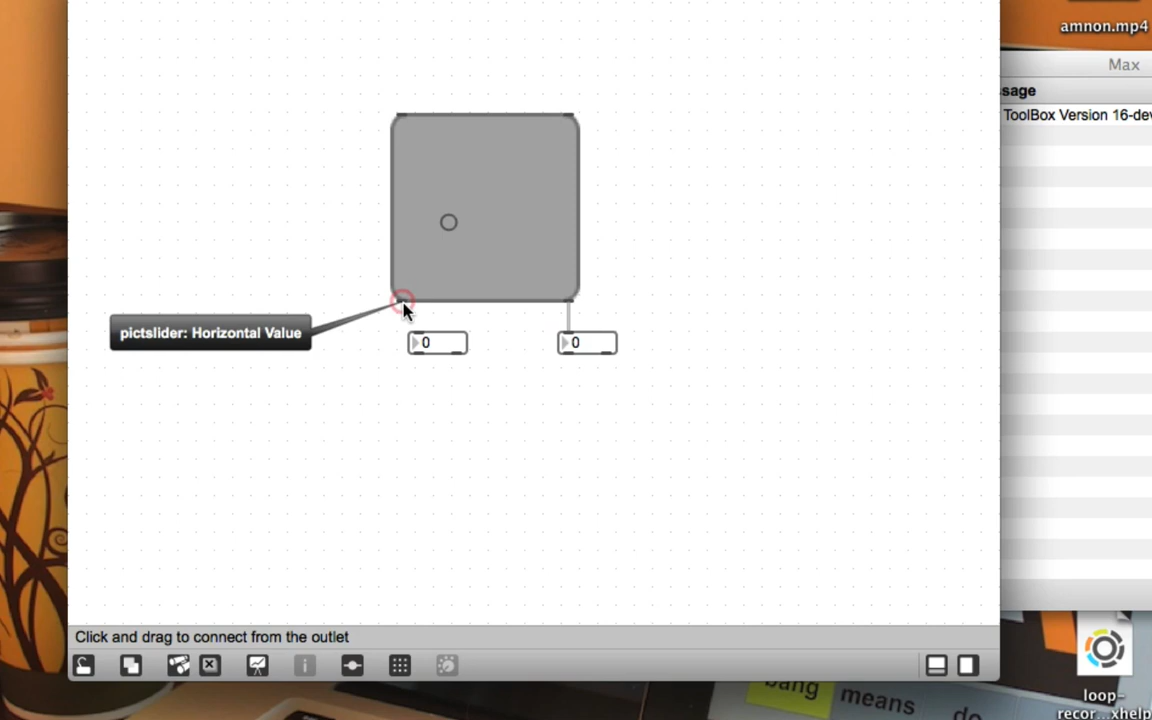 amnon.mp4
Max
sage
ToolBox Version 16-dev
pictslider: Horizontal Value
0
0
Click and drag to connect from the outlet
i
bang
means
do
loop-
recor...xhelp